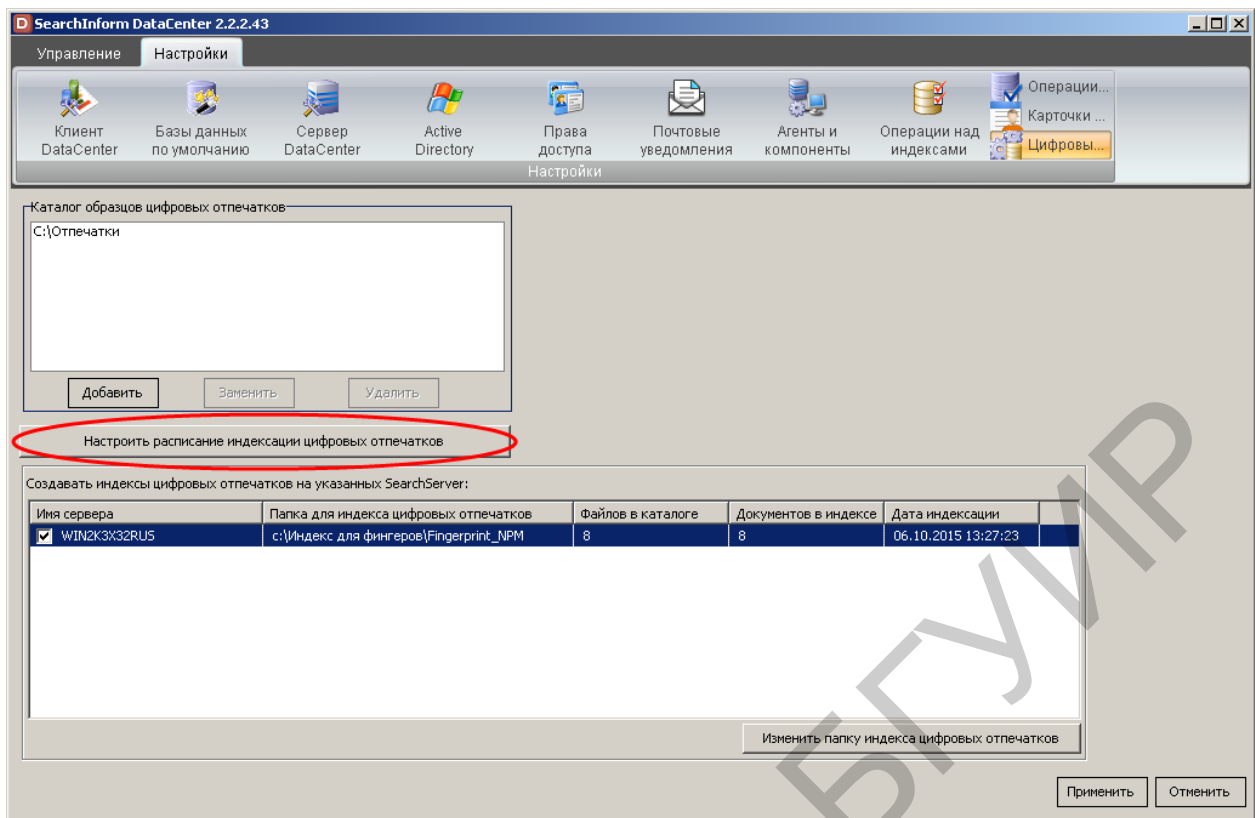 SearchInform DataCenter 2.2.2.43
Управление Настройки
Клиент DataCenter
Базы данных по умолчанию
Сервер DataCenter
Active Directory
Права доступа
Почтовые уведомления
Агенты и компоненты
Операции над индексами
Операции...
Карточки ...
Цифровы...
Настройки
Каталог образцов цифровых отпечатков
C:\Отпечатки
Добавить Заменить Удалить
Настроить расписание индексации цифровых отпечатков
Создавать индексы цифровых отпечатков на указанных SearchServer:
Имя сервера Папка для индекса цифровых отпечатков Файлов в каталоге Документов в индексе Дата индексации
WIN2K3X32RUS c:\Индекс для фингеров\Fingerprint_NPM 8 8 06.10.2015 13:27:23
Изменить папку индекса цифровых отпечатков
Применить Отменить
БГУИР